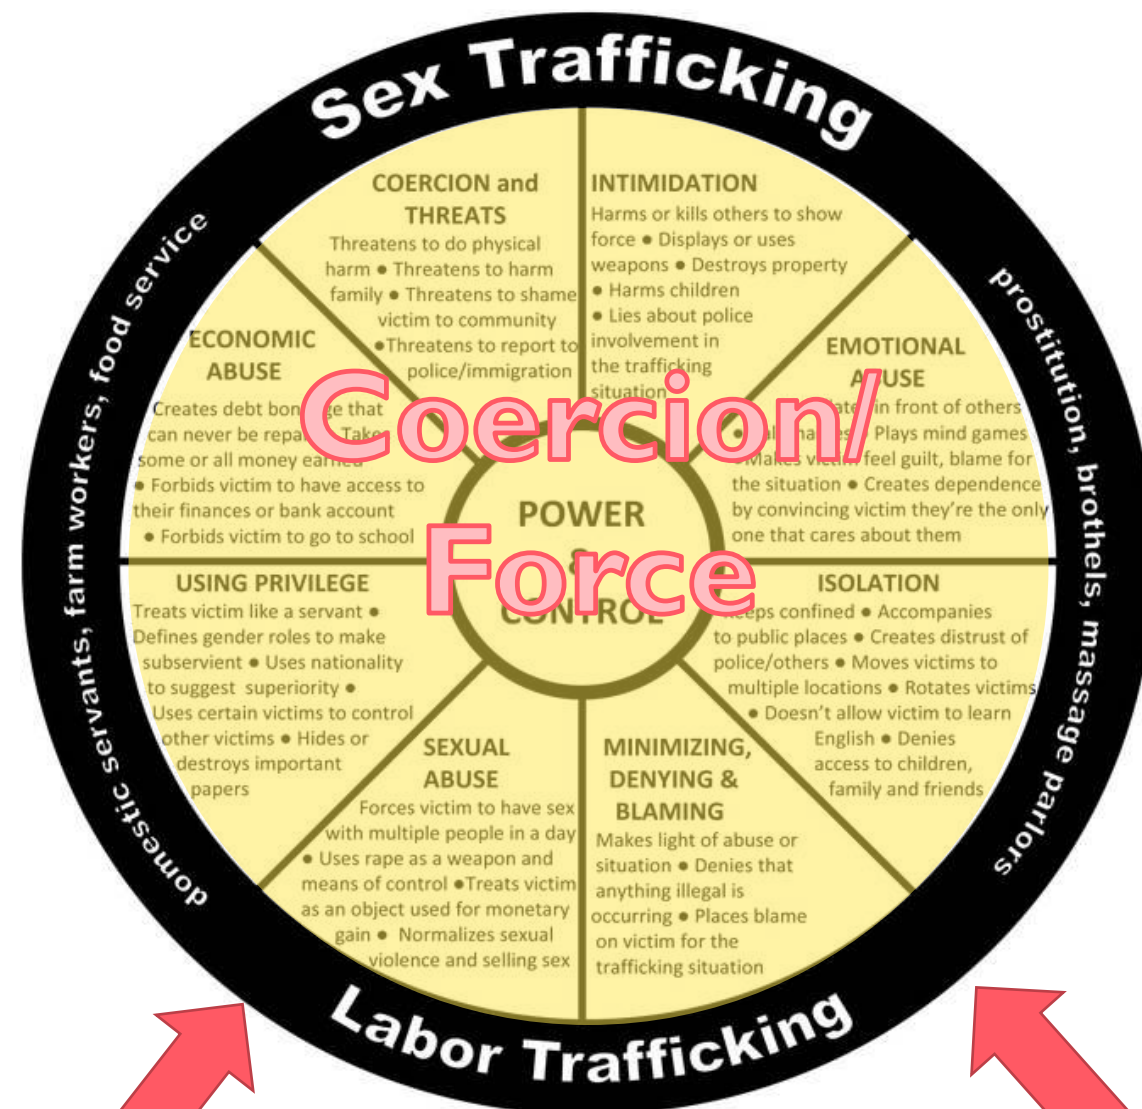 Sex Trafficking
COERCION and
THREATS
Threatens to do physical
harm ● Threatens to harm
family ● Threatens to shame
victim to community
●Threatens to report to
police/immigration
INTIMIDATION
Harms or kills others to show
force ● Displays or uses
weapons ● Destroys property
● Harms children
● Lies about police
involvement in
the trafficking
situation
EMOTIONAL
ABUSE
in front of others
● Plays mind games
●Makes victim feel guilt, blame for
the situation ● Creates dependence
by convincing victim they're the only
one that cares about them
ISOLATION
Keeps confined ● Accompanies
to public places ● Creates distrust of
police/others ● Moves victims to
multiple locations ● Rotates victims
● Doesn't allow victim to learn
English ● Denies
access to children,
family and friends
MINIMIZING,
DENYING &
BLAMING
Makes light of abuse or
situation ● Denies that
anything illegal is
occurring ● Places blame
on victim for the
trafficking situation
SEXUAL
ABUSE
Forces victim to have sex
with multiple people in a day
● Uses rape as a weapon and
means of control ●Treats victim
as an object used for monetary
gain ● Normalizes sexual
violence and selling sex
USING PRIVILEGE
Treats victim like a servant ●
Defines gender roles to make
subservient ● Uses nationality
to suggest superiority ●
Uses certain victims to control
other victims ● Hides or
destroys important
papers
ECONOMIC
ABUSE
Creates debt bondage that
can never be repaid ● Takes
some or all money earned
● Forbids victim to have access to
their finances or bank account
● Forbids victim to go to school
POWER
&
CONTROL
Coercion/
Force
domestic servants, farm workers, food service
prostitution, brothels, massage parlors
Labor Trafficking